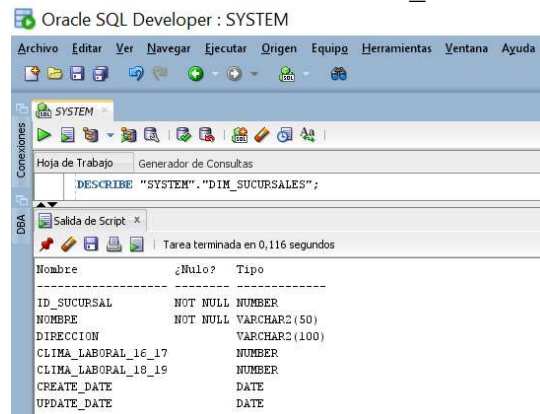 Oracle SQL Developer : SYSTEM
Archivo Editar Ver Navegar Ejecutar Origen Equipo Herramientas Ventana Ayuda
SYSTEM
Conexiones
Hoja de Trabajo Generador de Consultas
DESCRIBE "SYSTEM"."DIM_SUCURSALES";
DBA
Salida de Script
Tarea terminada en 0,116 segundos
Nombre ¿Nulo? Tipo
------------------- -------- -------------
ID_SUCURSAL NOT NULL NUMBER
NOMBRE NOT NULL VARCHAR2(50)
DIRECCION VARCHAR2(100)
CLIMA_LABORAL_16_17 NUMBER
CLIMA_LABORAL_18_19 NUMBER
CREATE_DATE DATE
UPDATE_DATE DATE